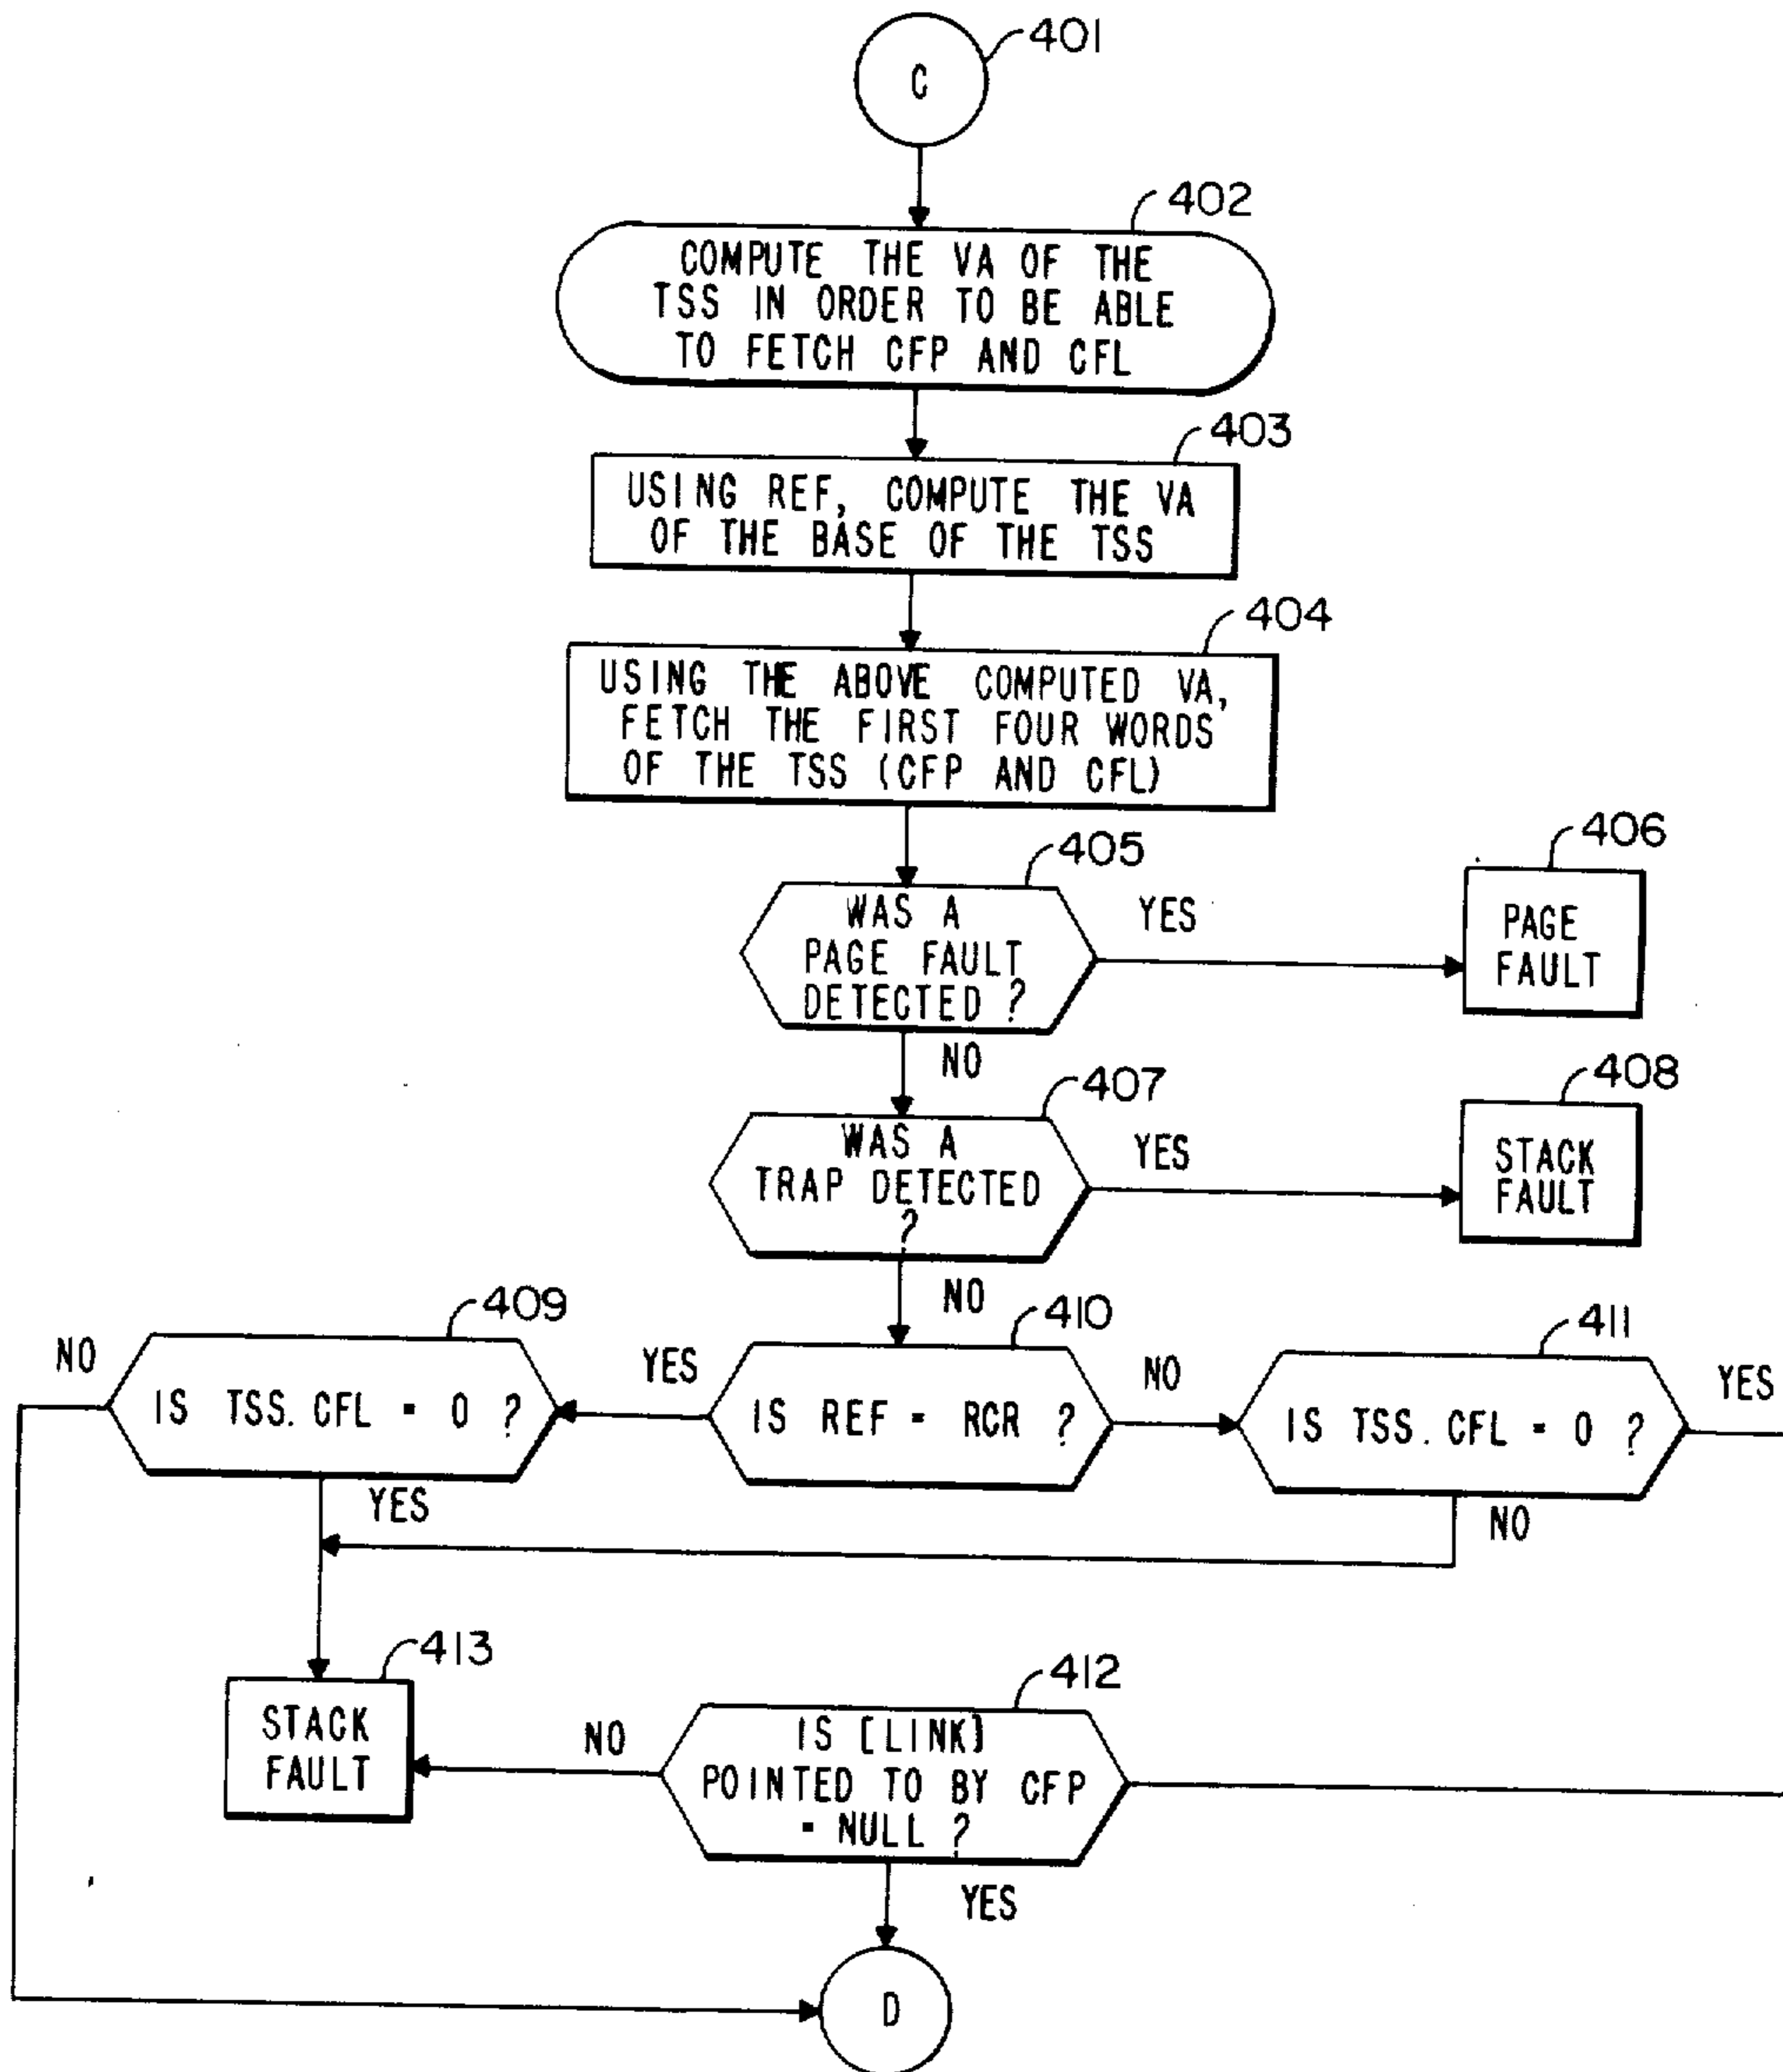 401
C
402
COMPUTE THE VA OF THE
TSS IN ORDER TO BE ABLE
TO FETCH CFP AND CFL
403
USING REF, COMPUTE THE VA
OF THE BASE OF THE TSS
404
USING THE ABOVE COMPUTED VA,
FETCH THE FIRST FOUR WORDS
OF THE TSS (CFP AND CFL)
405
WAS A
PAGE FAULT
DETECTED ?
YES
406
PAGE
FAULT
NO
407
WAS A
TRAP DETECTED
?
YES
408
STACK
FAULT
NO
409
NO
IS TSS. CFL = 0 ?
YES
YES
410
IS REF = RCR ?
NO
411
IS TSS. CFL = 0 ?
YES
NO
413
STACK
FAULT
NO
412
IS [LINK]
POINTED TO BY CFP
= NULL ?
YES
D